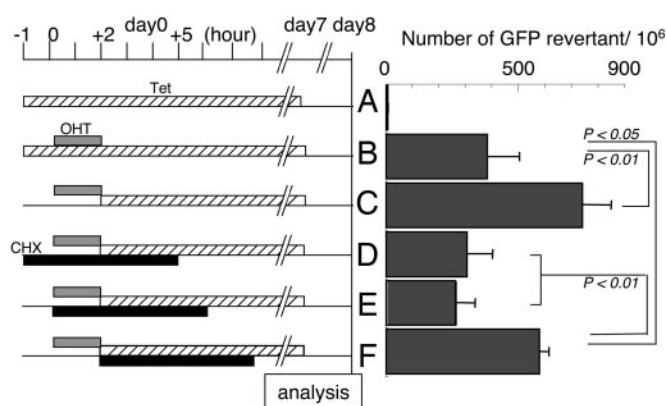 day0 day7 day8
-1 0 +2 +5 (hour)
Number of GFP revertant/ 10⁶
0 500 900
Tet
A
OHT
B
P < 0.05
P < 0.01
C
CHX
D
E
P < 0.01
F
analysis